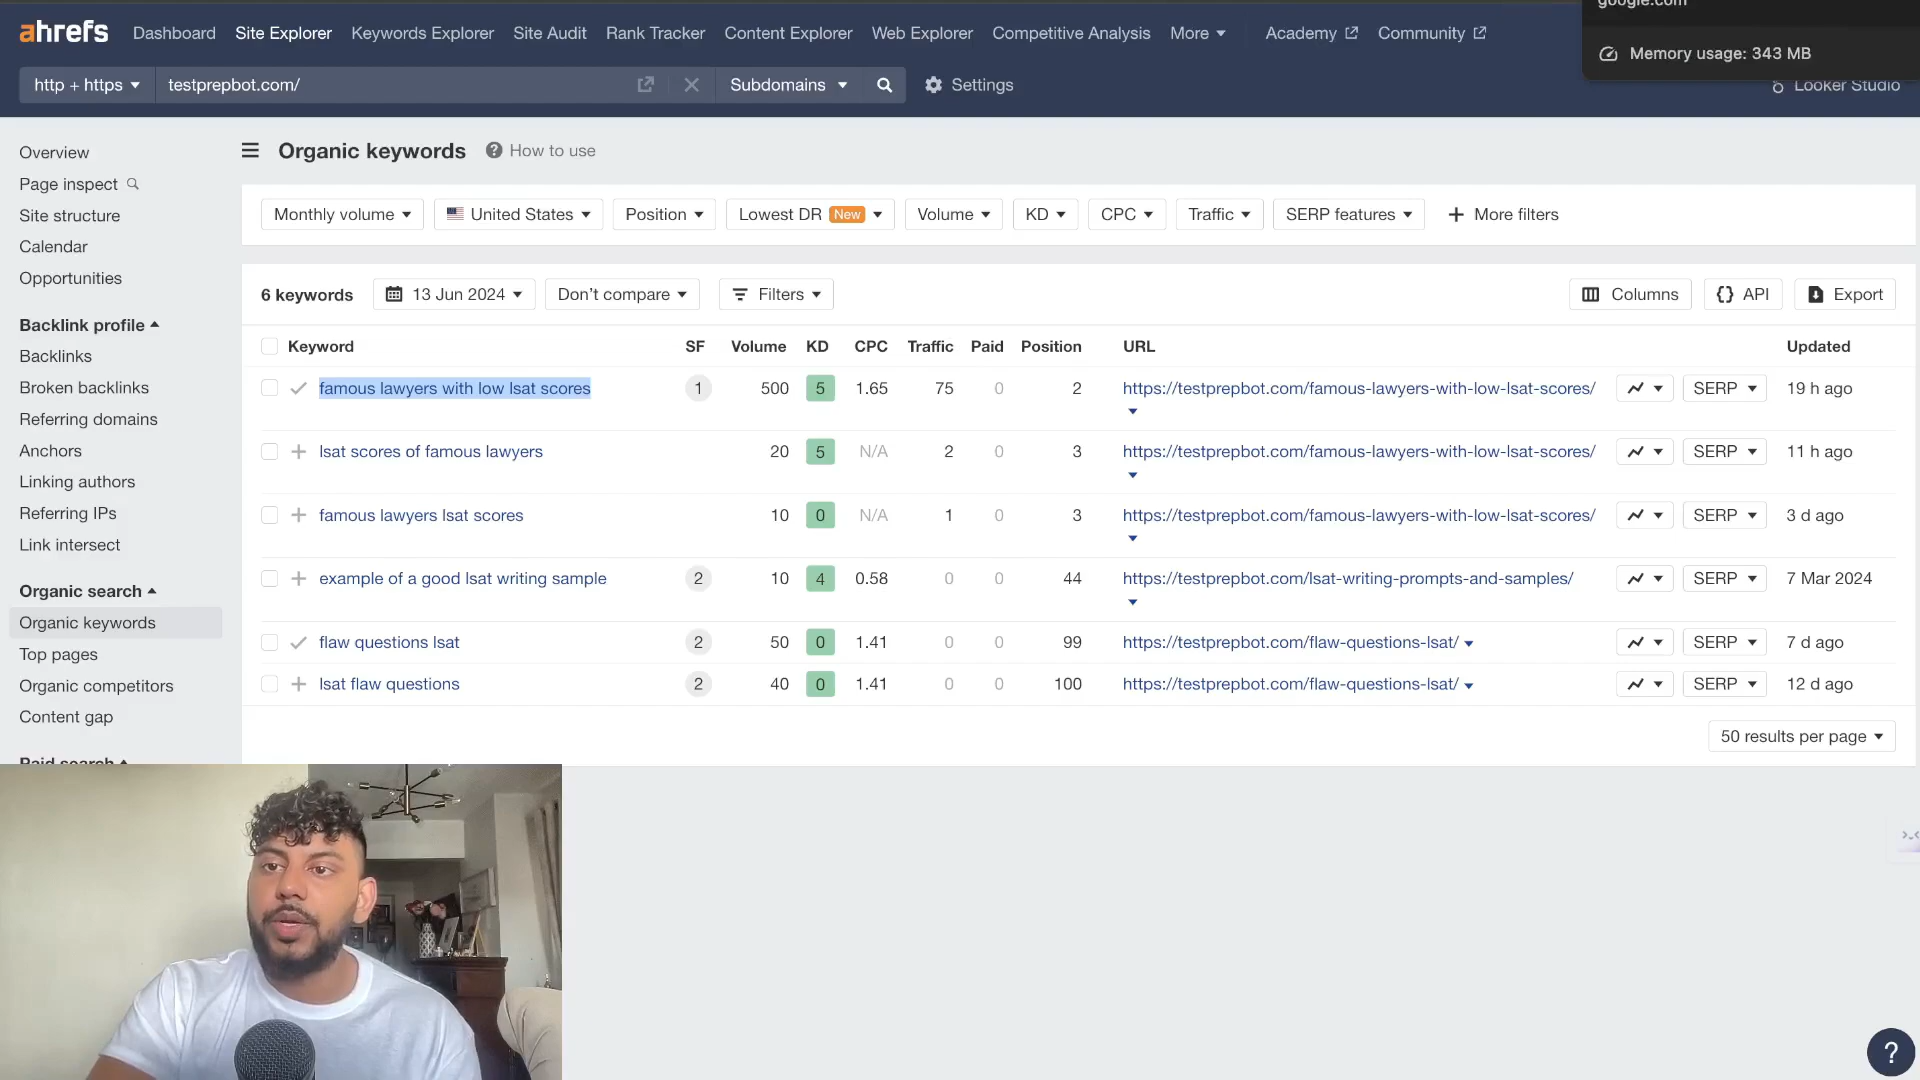 google.com
Memory usage: 343 MB
ahrefs Dashboard Site Explorer Keywords Explorer Site Audit Rank Tracker Content Explorer Web Explorer Competitive Analysis More Academy Community
http + https testprepbot.com/ Subdomains Settings Looker Studio
Overview
Page inspect
Site structure
Calendar
Opportunities
Backlink profile
Backlinks
Broken backlinks
Referring domains
Anchors
Linking authors
Referring IPs
Link intersect
Organic search
Organic keywords
Top pages
Organic competitors
Content gap
Paid search
Organic keywords ? How to use
Monthly volume United States Position Lowest DR New Volume KD CPC Traffic SERP features + More filters
6 keywords 13 Jun 2024 Don't compare Filters Columns {} API Export
Keyword SF Volume KD CPC Traffic Paid Position URL Updated
famous lawyers with low lsat scores 1 500 5 1.65 75 0 2 https://testprepbot.com/famous-lawyers-with-low-lsat-scores/ SERP 19 h ago
lsat scores of famous lawyers 20 5 N/A 2 0 3 https://testprepbot.com/famous-lawyers-with-low-lsat-scores/ SERP 11 h ago
famous lawyers lsat scores 10 0 N/A 1 0 3 https://testprepbot.com/famous-lawyers-with-low-lsat-scores/ SERP 3 d ago
example of a good lsat writing sample 2 10 4 0.58 0 0 44 https://testprepbot.com/lsat-writing-prompts-and-samples/ SERP 7 Mar 2024
flaw questions lsat 2 50 0 1.41 0 0 99 https://testprepbot.com/flaw-questions-lsat/ SERP 7 d ago
lsat flaw questions 2 40 0 1.41 0 0 100 https://testprepbot.com/flaw-questions-lsat/ SERP 12 d ago
50 results per page
?